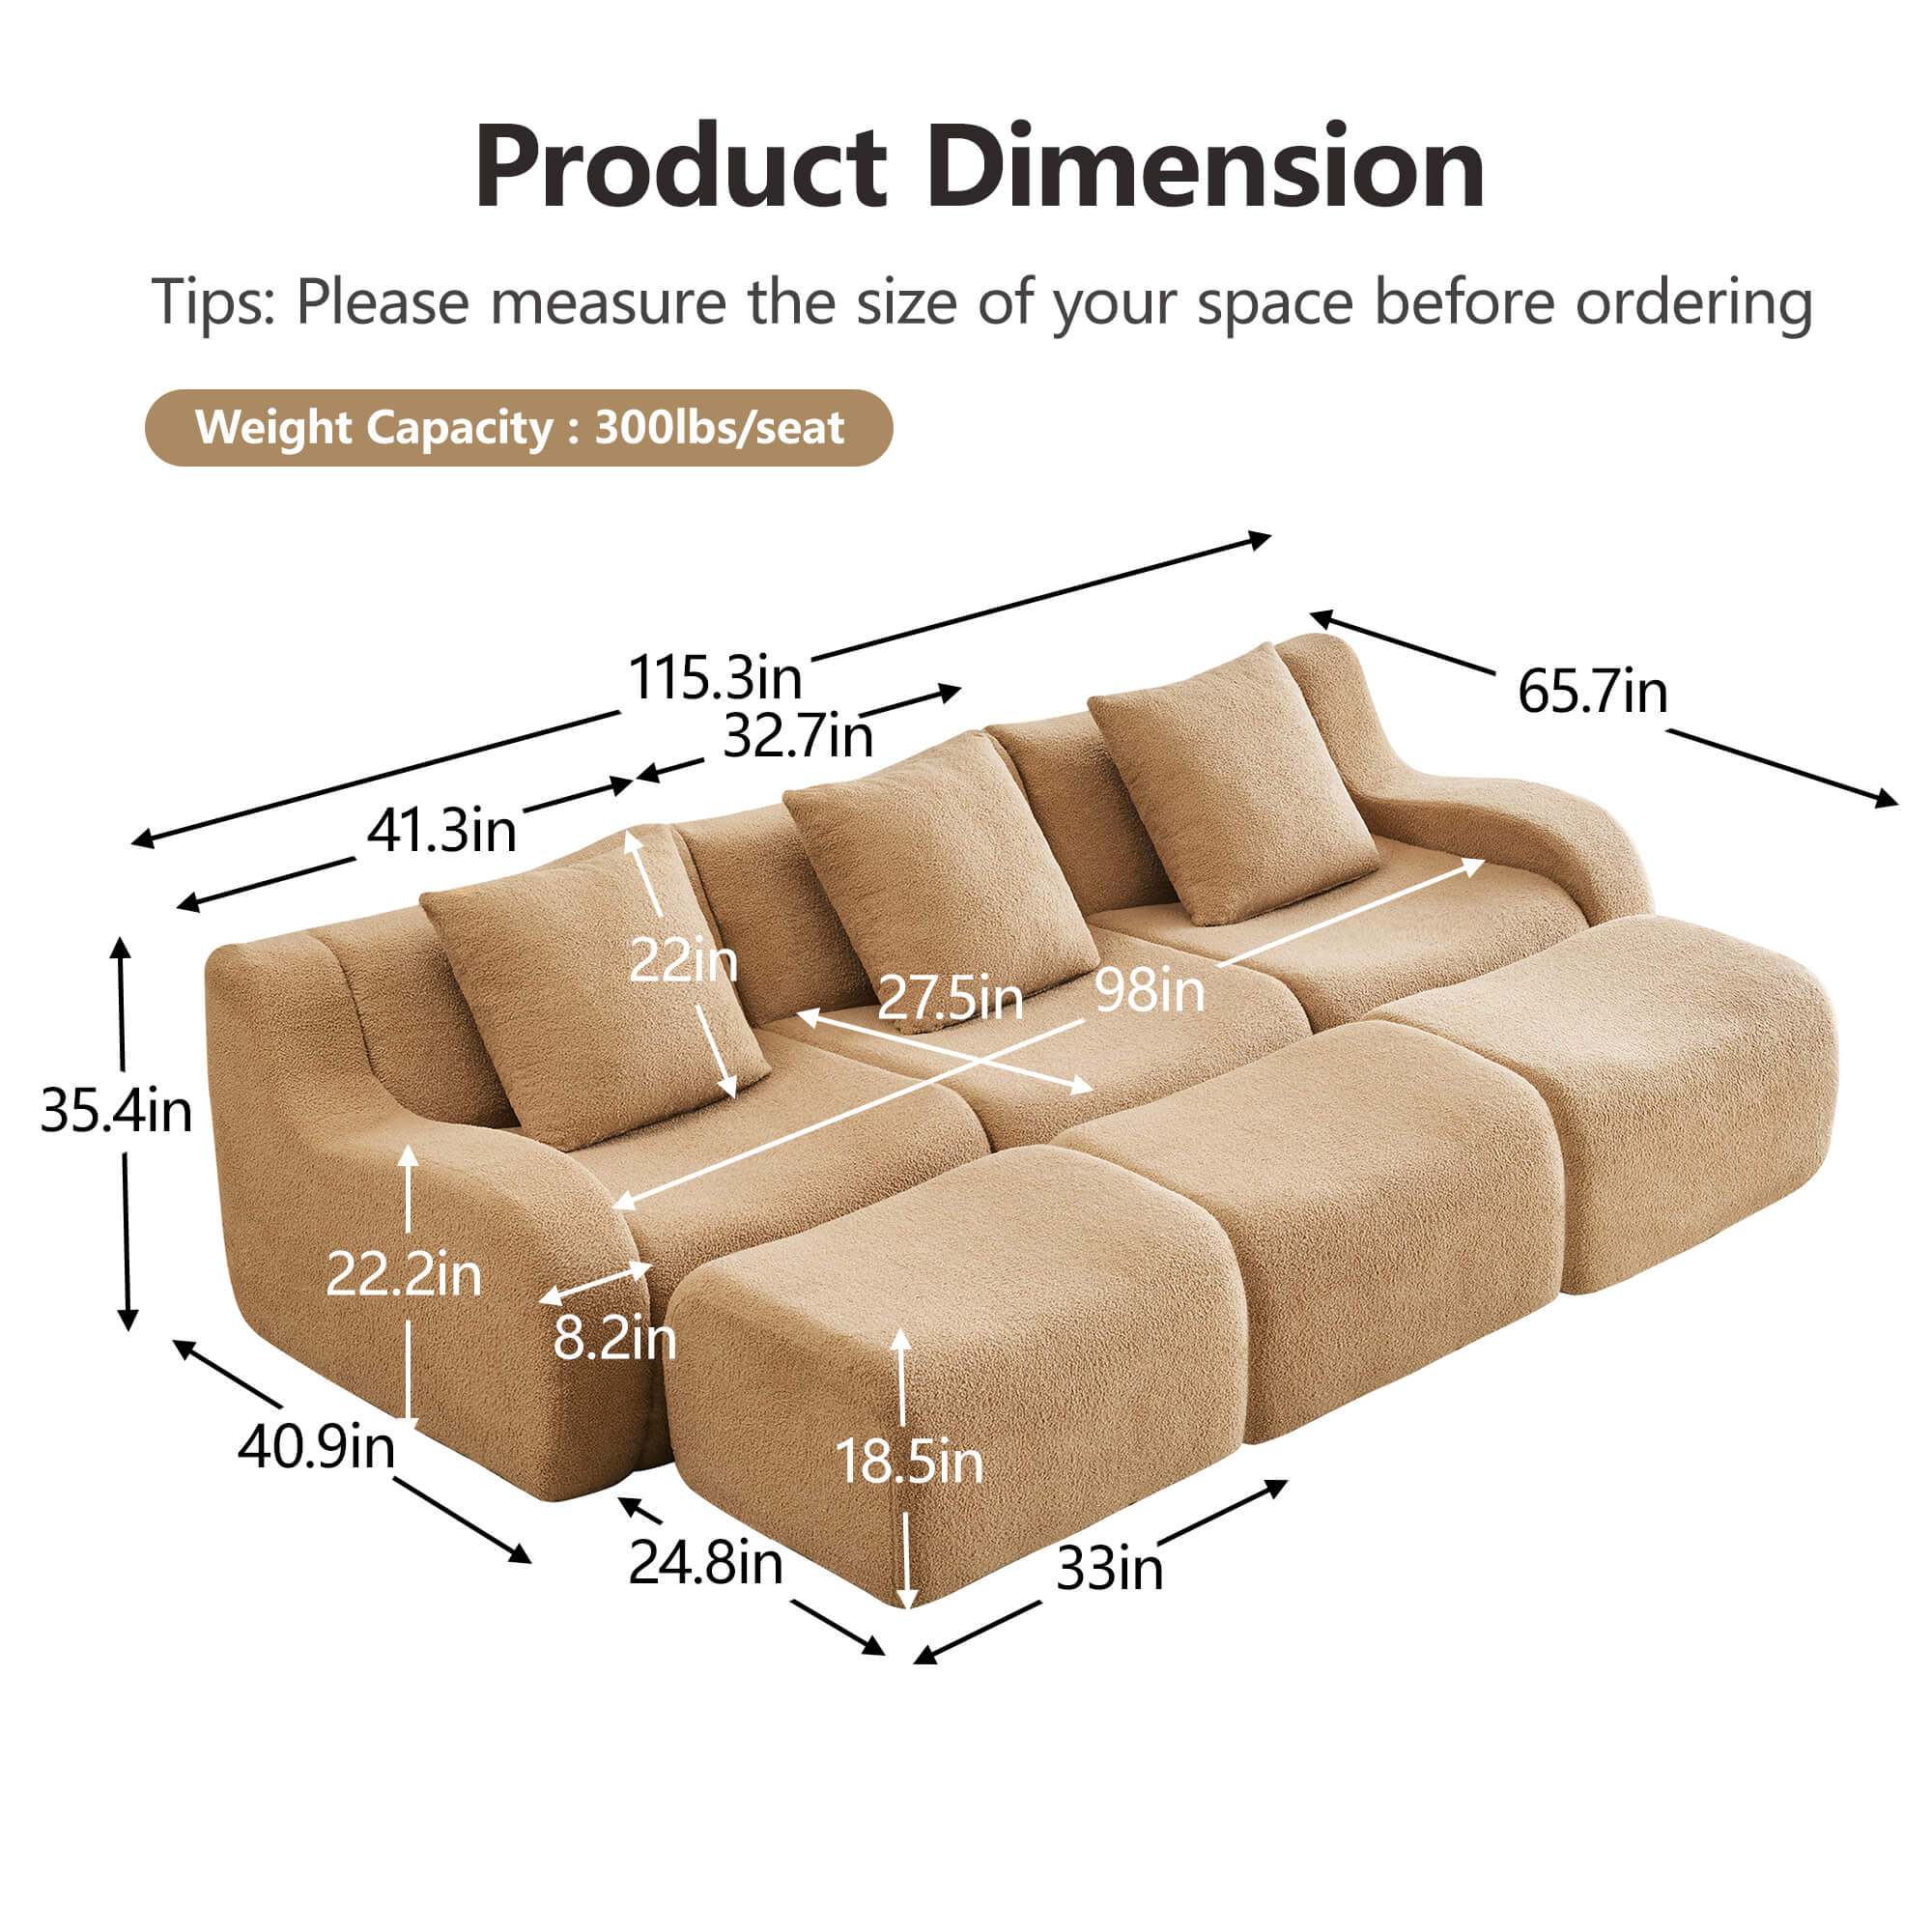 Product Dimension
Tips: Please measure the size of your space before ordering
Weight Capacity : 300lbs/seat
115.3in
65.7in
32.7in
41.3in
22in
27.5in
98in
35.4in
22.2in
8.2in
40.9in
18.5in
24.8in
33in